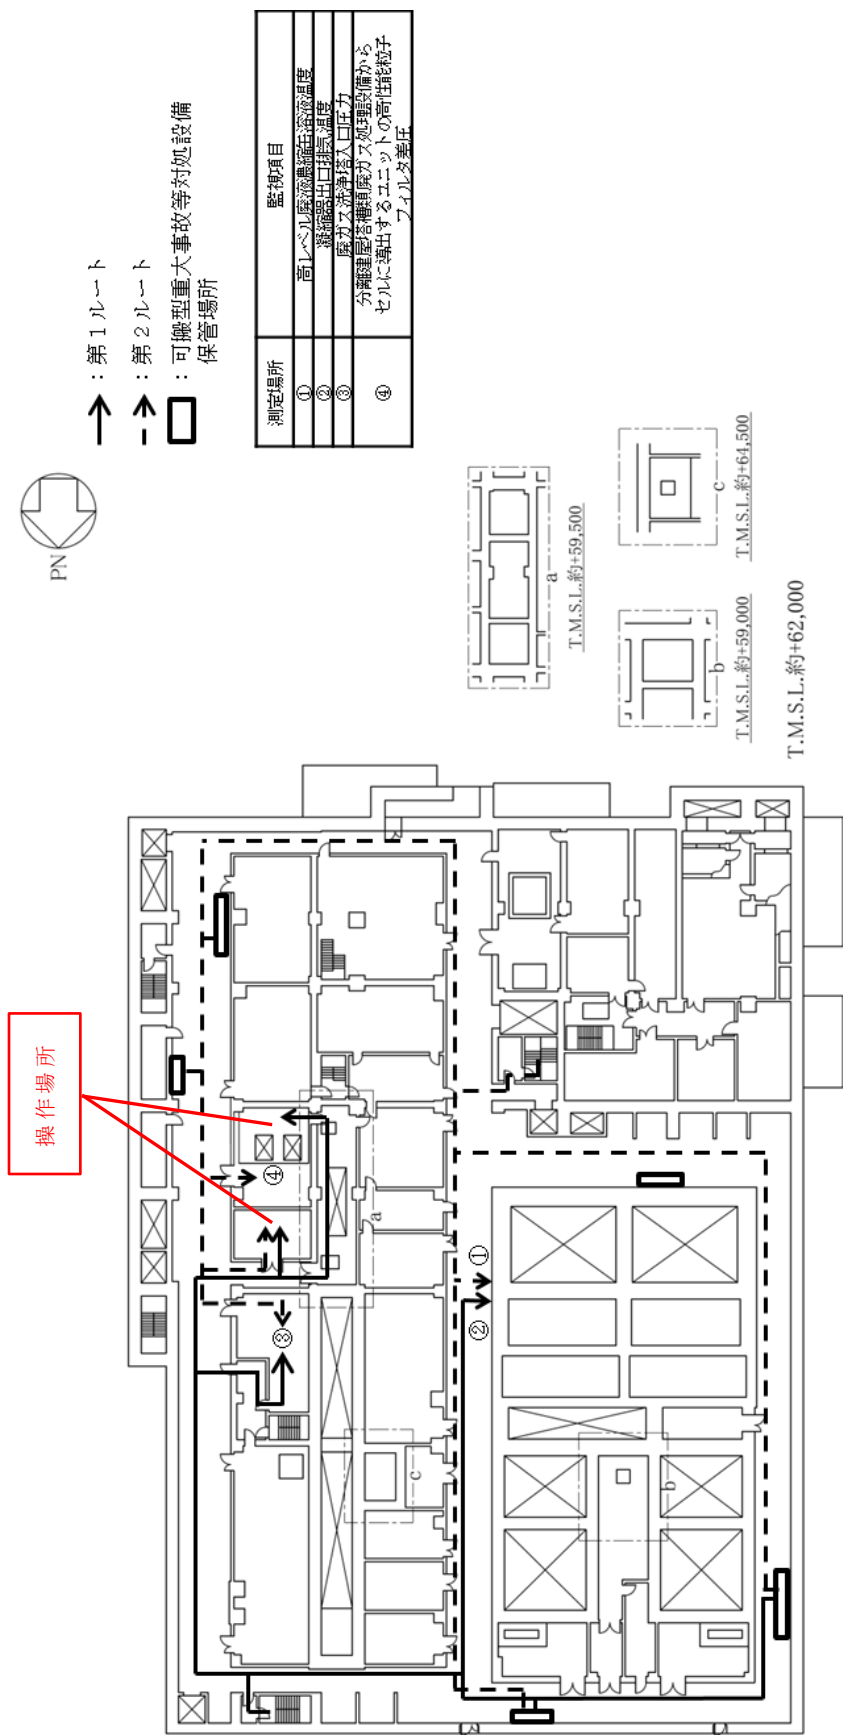 PN
：第１ルート
：第２ルート
：可搬型重大事故等対処設備
保管場所
測定場所 監視項目
① 高レベル廃液濃縮缶溶液温度
② 凝縮器出口排気温度
③ 廃ガス洗浄塔入口圧力
④ 分離建屋塔槽類廃ガス処理設備から
セルに導出するユニットの高性能粒子
フィルタ差圧
操作場所
①
②
③
④
a
b
c
a
T.M.S.L.約+59,500
b
T.M.S.L.約+59,000
c
T.M.S.L.約+64,500
T.M.S.L.約+62,000